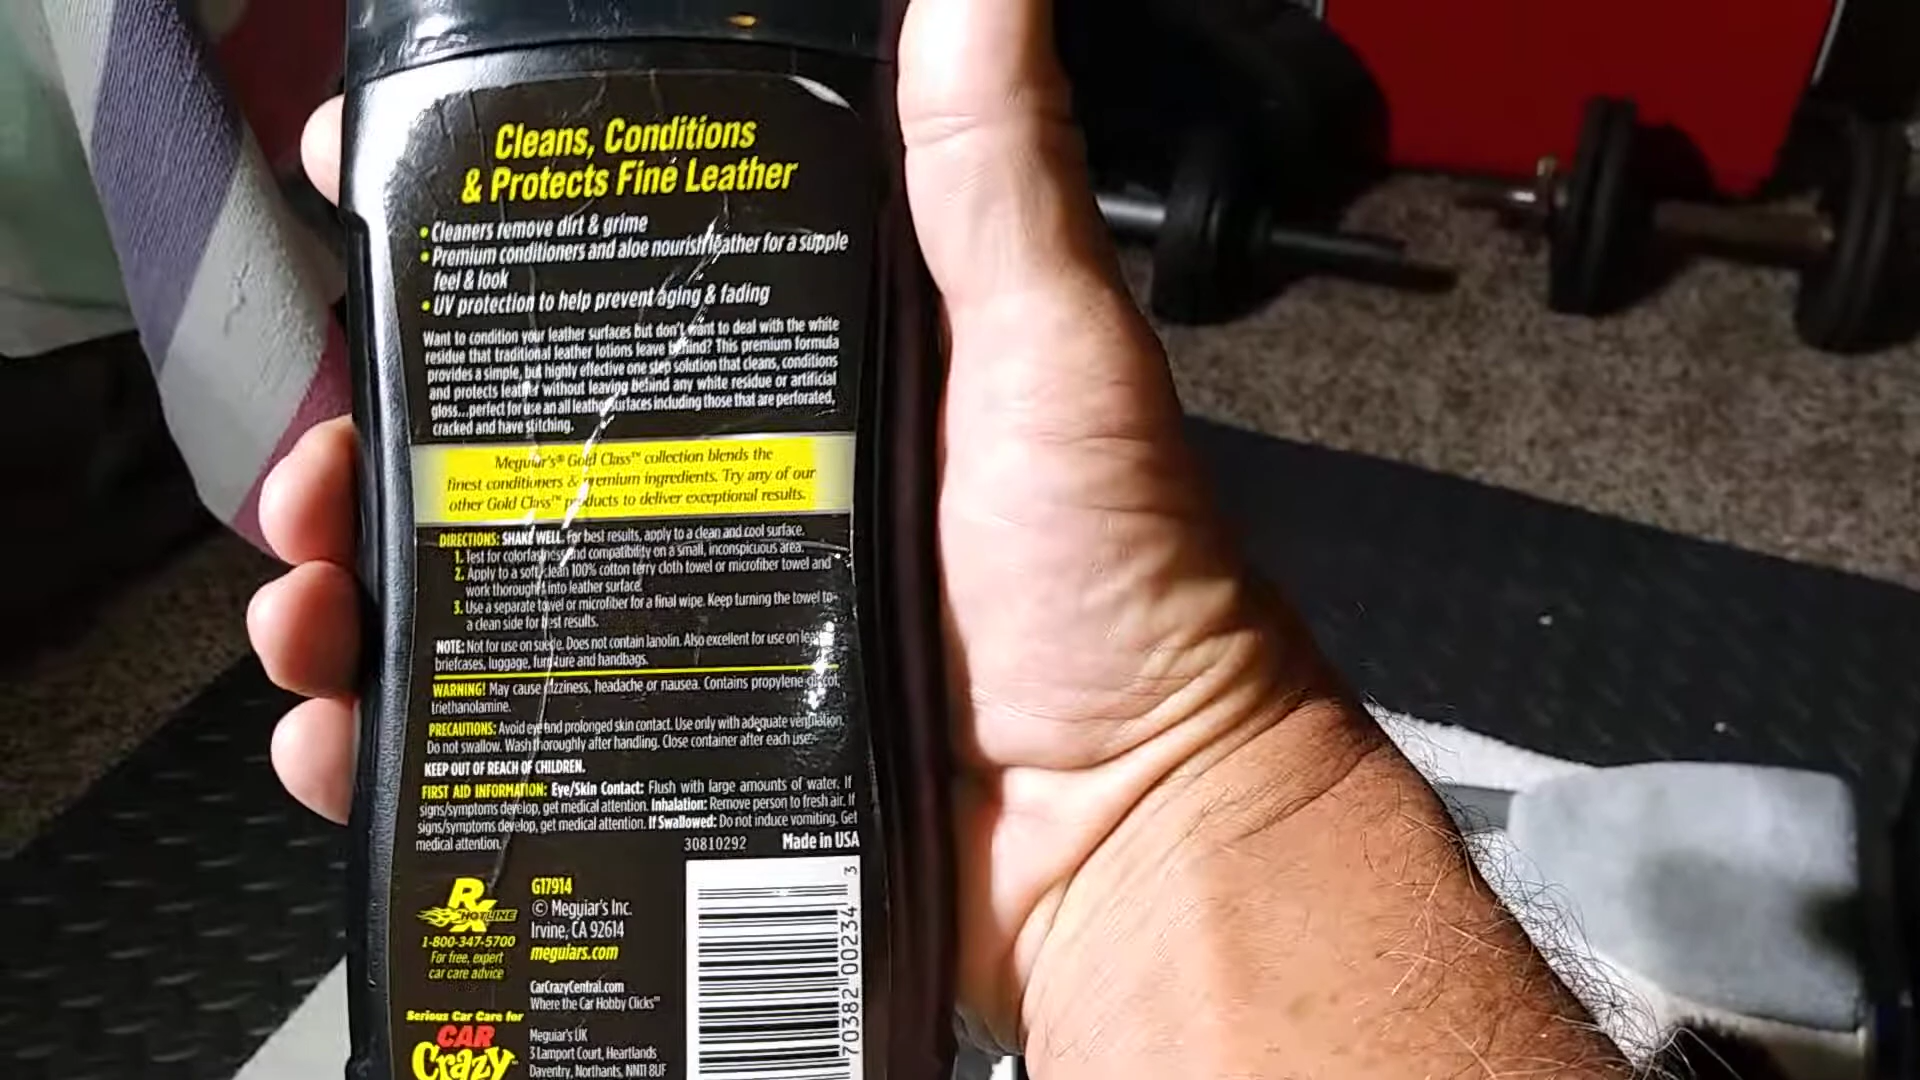 Cleans, Conditions
& Protects Fine Leather
• Cleaners remove dirt & grime
• Premium conditioners and aloe nourish leather for a supple
feel & look
• UV protection to help prevent aging & fading
Want to condition your leather surfaces but don't want to deal with the white
residue that traditional leather lotions leave behind? This premium formula
provides a simple, but highly effective one step solution that cleans, conditions
and protects leather without leaving behind any white residue or artificial
gloss...perfect for use an all leather surfaces including those that are perforated,
cracked and have stitching.
Meguiar's® Gold Class™ collection blends the
finest conditioners & premium ingredients. Try any of our
other Gold Class™ products to deliver exceptional results.
DIRECTIONS: SHAKE WELL. For best results, apply to a clean and cool surface.
1. Test for colorfastness and compatibility on a small, inconspicuous area.
2. Apply to a soft, clean 100% cotton terry cloth towel or microfiber towel and
work thoroughly into leather surface.
3. Use a separate towel or microfiber for a final wipe. Keep turning the towel to
a clean side for best results.
NOTE: Not for use on suede. Does not contain lanolin. Also excellent for use on
briefcases, luggage, furniture and handbags.
WARNING! May cause dizziness, headache or nausea. Contains propylene glycol,
triethanolamine.
PRECAUTIONS: Avoid eye and prolonged skin contact. Use only with adequate ventilation.
Do not swallow. Wash thoroughly after handling. Close container after each use.
KEEP OUT OF REACH OF CHILDREN.
FIRST AID INFORMATION: Eye/Skin Contact: Flush with large amounts of water. If
signs/symptoms develop, get medical attention. Inhalation: Remove person to fresh air. If
signs/symptoms develop, get medical attention. If Swallowed: Do not induce vomiting. Get
medical attention.
30810292 Made in USA
Rx
HOTLINE
1-800-347-5700
For free, expert
car care advice
G17914
© Meguiar's Inc.
Irvine, CA 92614
meguiars.com
CarCrazyCentral.com
Where the Car Hobby Clicks™
Serious Car Care for
CAR
Crazy™
Meguiar's UK
3 Lamport Court, Heartlands
Daventry, Northants, NN11 8UF
70382 00234 3